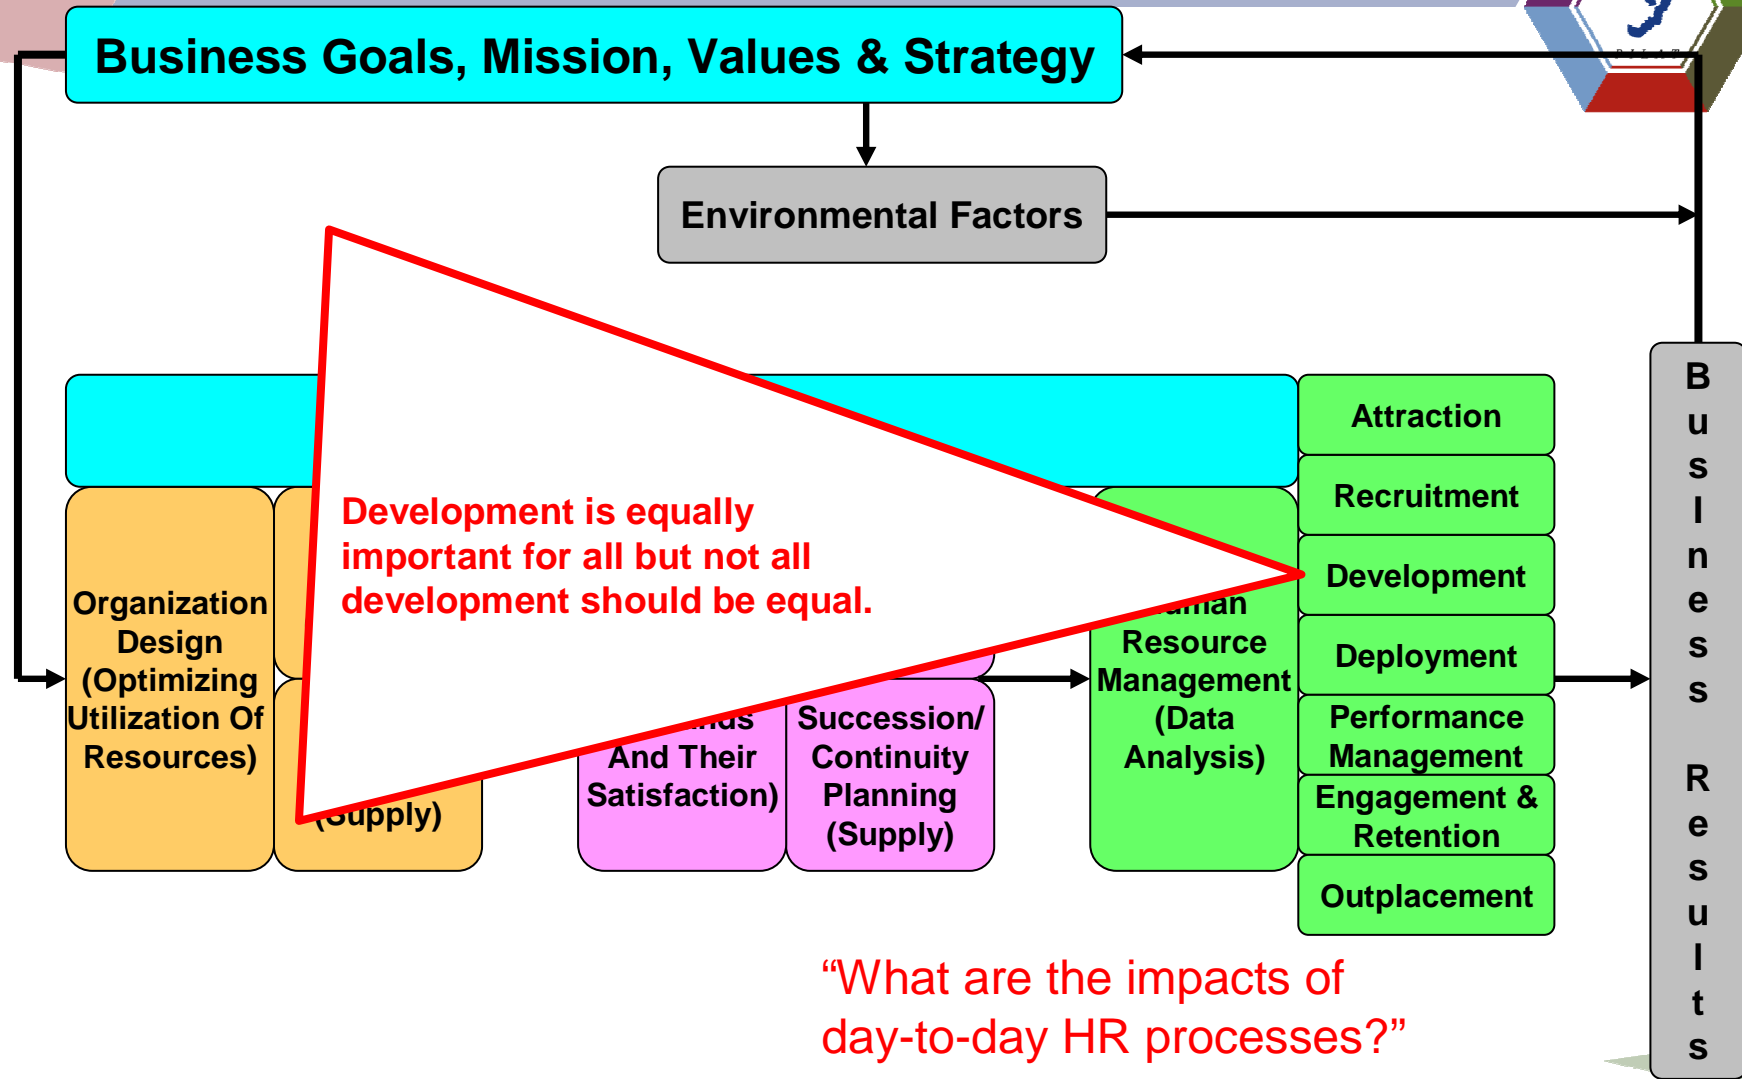 Business Goals, Mission, Values & Strategy
PILAT
Environmental Factors
Development is equally
important for all but not all
development should be equal.
Organization
Design
(Optimizing
Utilization Of
Resources)
(Supply)
And Their
Satisfaction)
Succession/
Continuity
Planning
(Supply)
Human
Resource
Management
(Data
Analysis)
Attraction
Recruitment
Development
Deployment
Performance
Management
Engagement &
Retention
Outplacement
B
u
s
I
n
e
s
s
R
e
s
u
l
t
s
“What are the impacts of
day-to-day HR processes?”